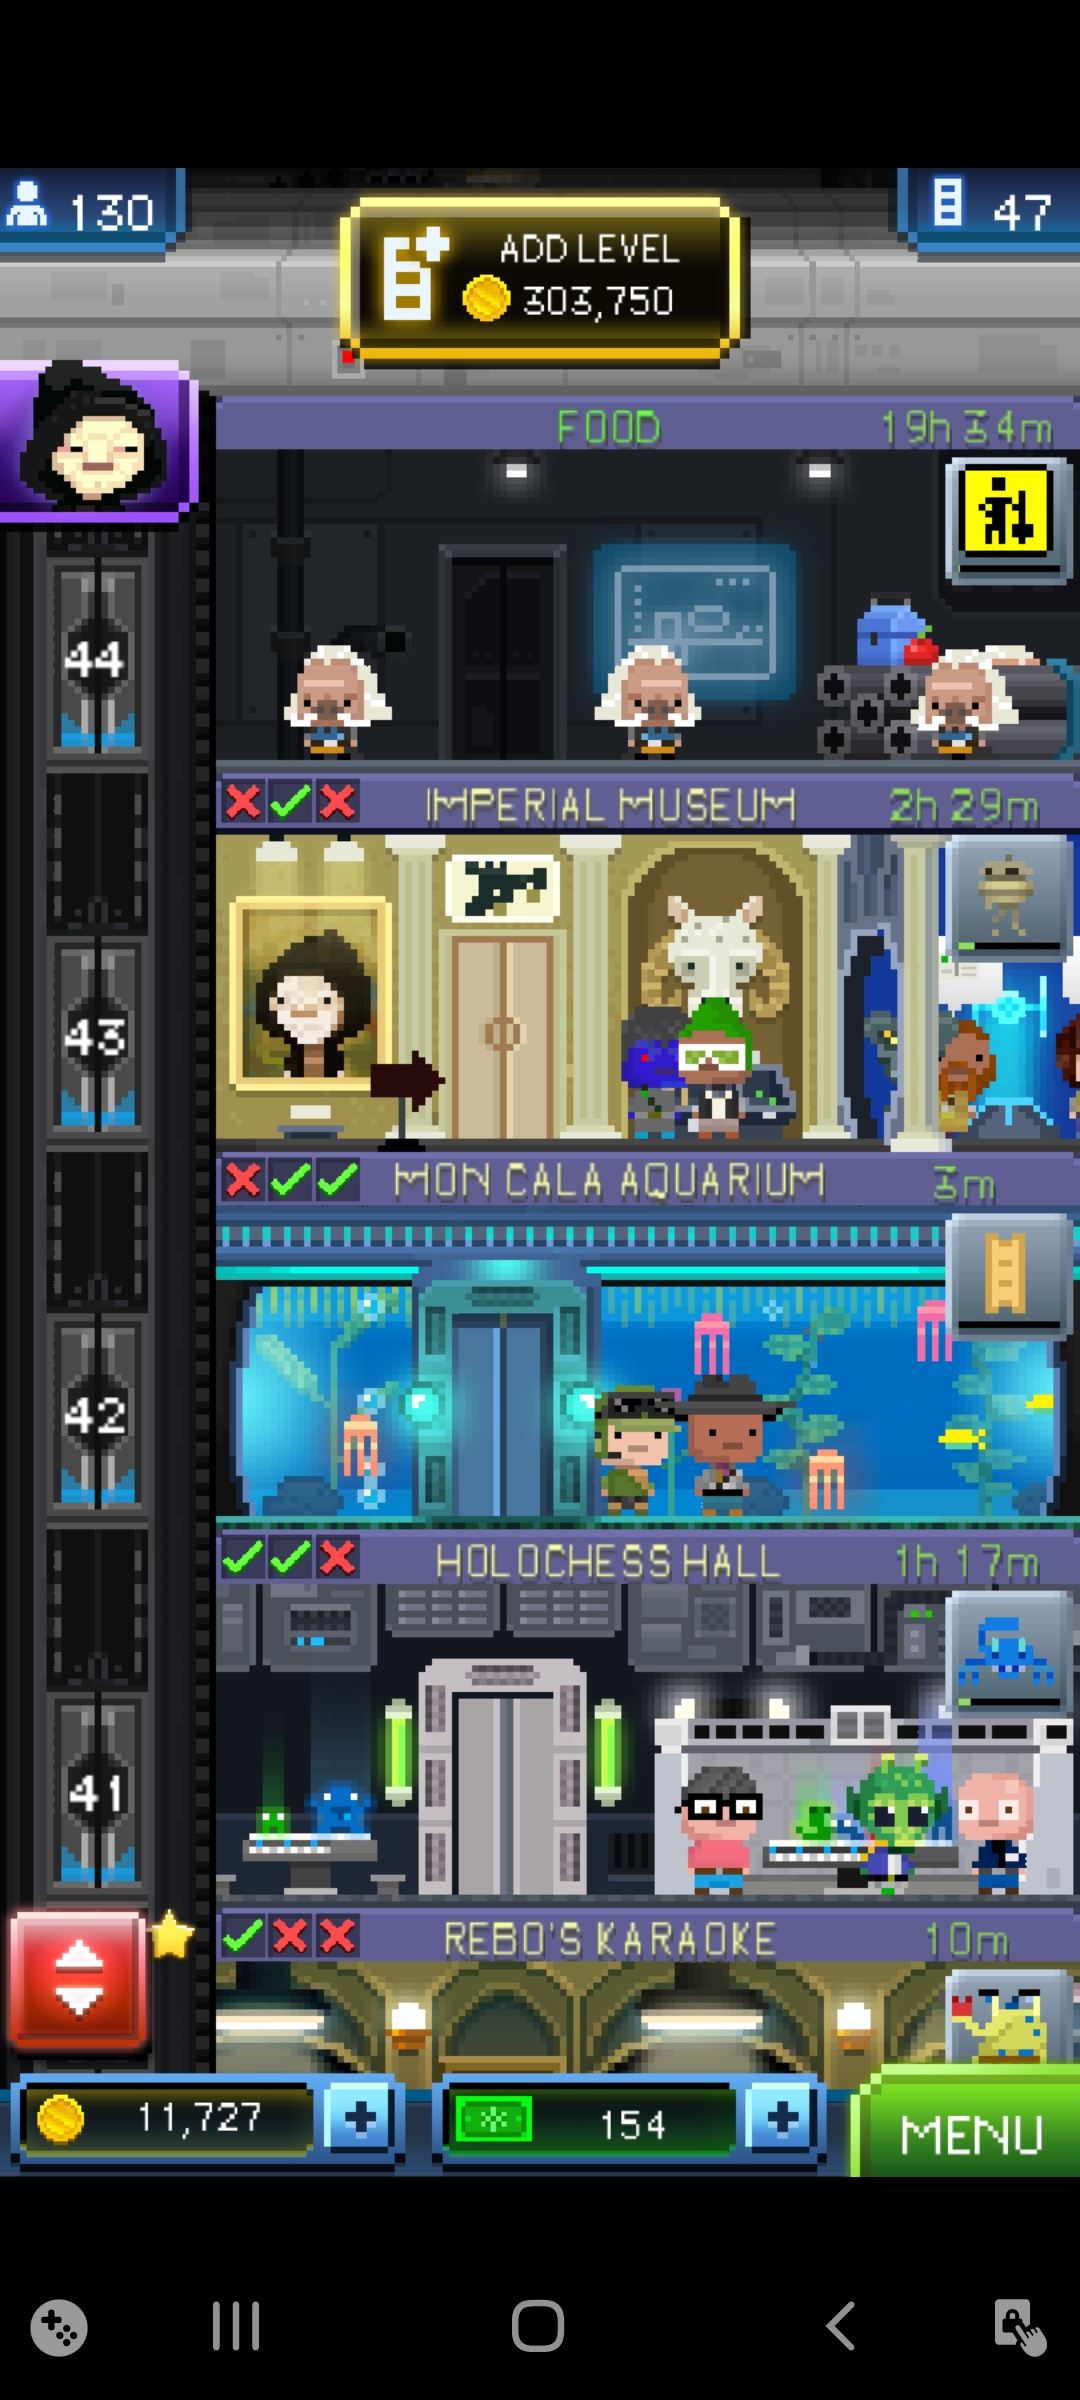 130
47
ADD LEVEL
303,750
FOOD 19h 34m
44
IMPERIAL MUSEUM 2h 29m
43
MON CALA AQUARIUM 3m
42
HOLOCHESS HALL 1h 17m
41
REBO'S KARAOKE 10m
11,727
154
MENU